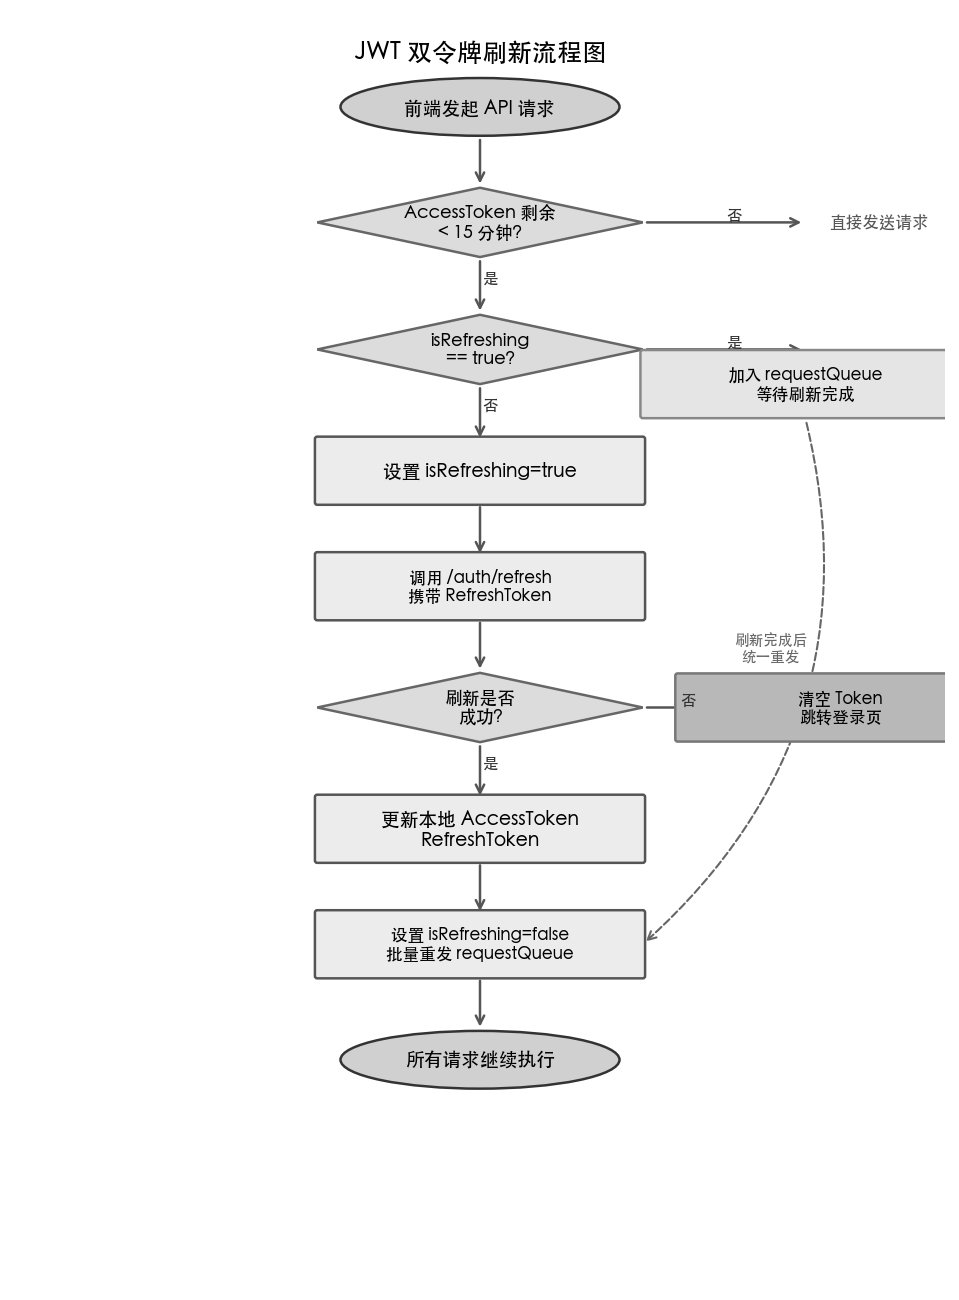 JWT 双令牌刷新流程图
前端发起 API 请求
AccessToken 剩余
< 15 分钟?
否
直接发送请求
是
isRefreshing
== true?
是
加入 requestQueue
等待刷新完成
否
设置 isRefreshing=true
调用 /auth/refresh
携带 RefreshToken
刷新完成后
统一重发
刷新是否
成功?
否
清空 Token
跳转登录页
是
更新本地 AccessToken
RefreshToken
设置 isRefreshing=false
批量重发 requestQueue
所有请求继续执行